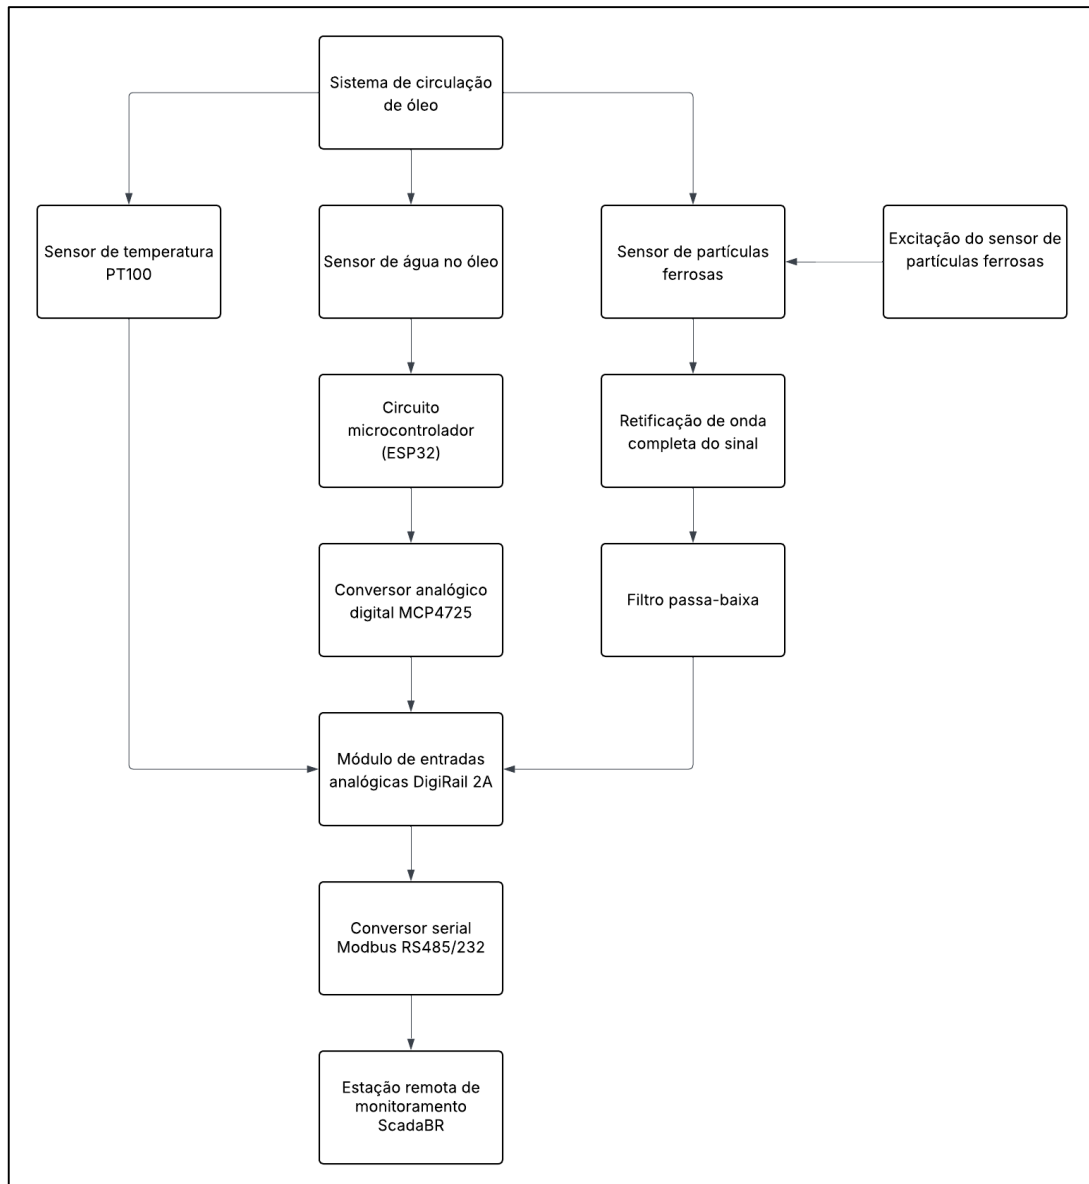 Sistema de circulação
de óleo
Sensor de temperatura
PT100
Sensor de água no óleo
Sensor de partículas
ferrosas
Excitação do sensor de
partículas ferrosas
Circuito
microcontrolador
(ESP32)
Retificação de onda
completa do sinal
Conversor analógico
digital MCP4725
Filtro passa-baixa
Módulo de entradas
analógicas DigiRail 2A
Conversor serial
Modbus RS485/232
Estação remota de
monitoramento
ScadaBR